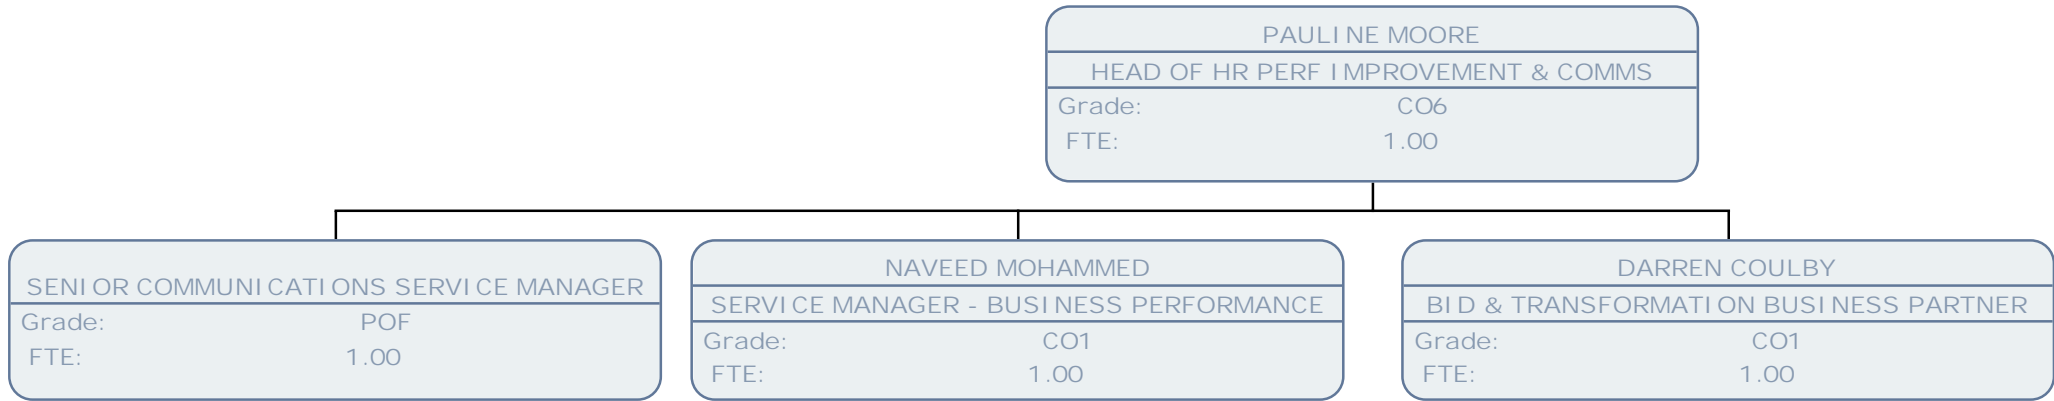 PAULINE MOORE
HEAD OF HR PERF IMPROVEMENT & COMMS
Grade: CO6
FTE: 1.00
SENIOR COMMUNICATIONS SERVICE MANAGER
Grade: POF
FTE: 1.00
NAVEED MOHAMMED
SERVICE MANAGER - BUSINESS PERFORMANCE
Grade: CO1
FTE: 1.00
DARREN COULBY
BID & TRANSFORMATION BUSINESS PARTNER
Grade: CO1
FTE: 1.00